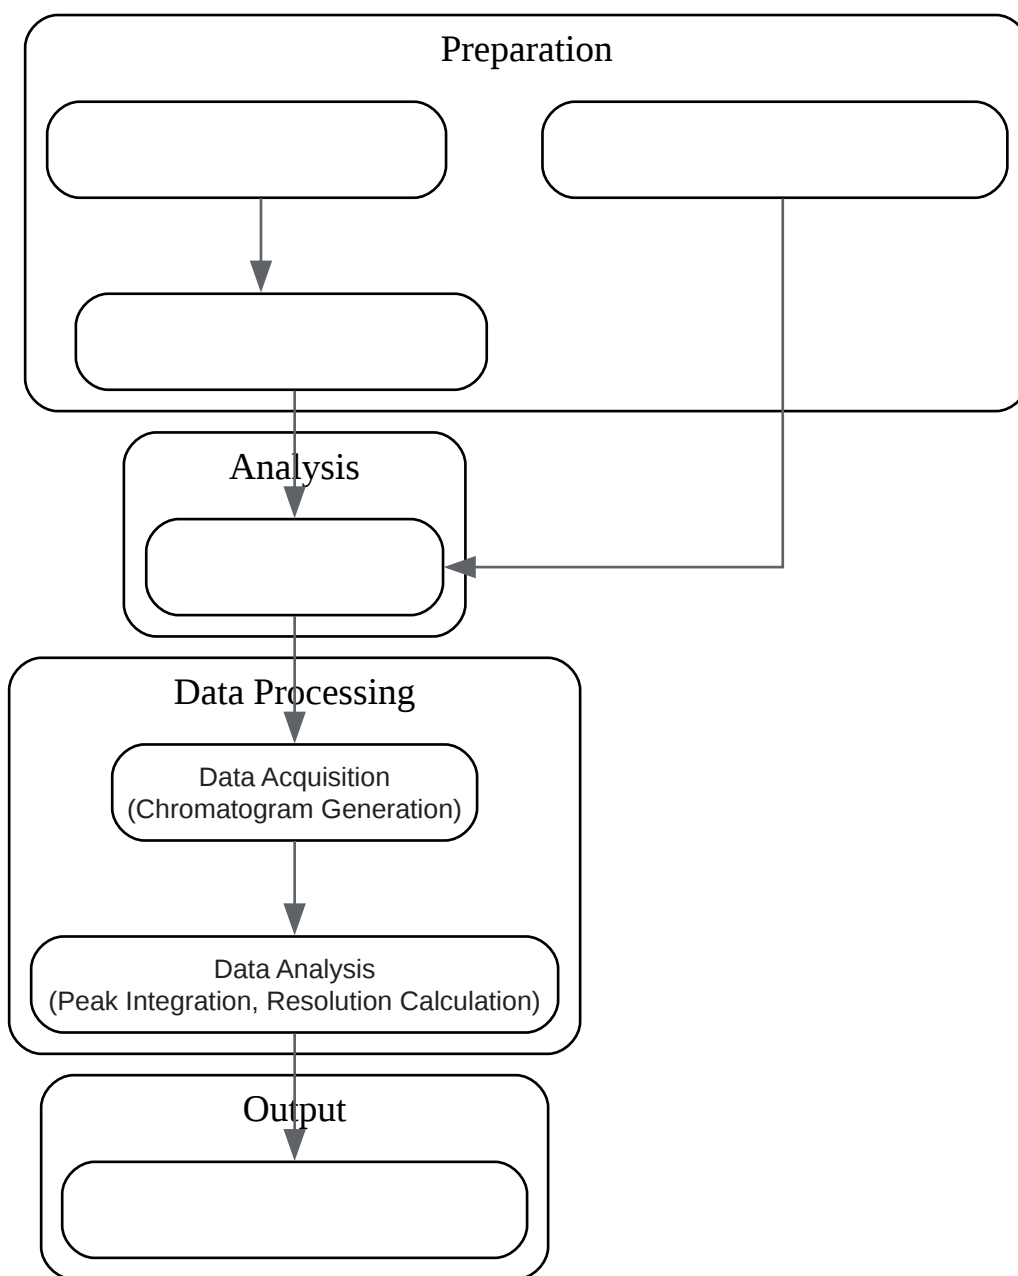 Preparation
Analysis
Data Processing
Data Acquisition
(Chromatogram Generation)
Data Analysis
(Peak Integration, Resolution Calculation)
Output